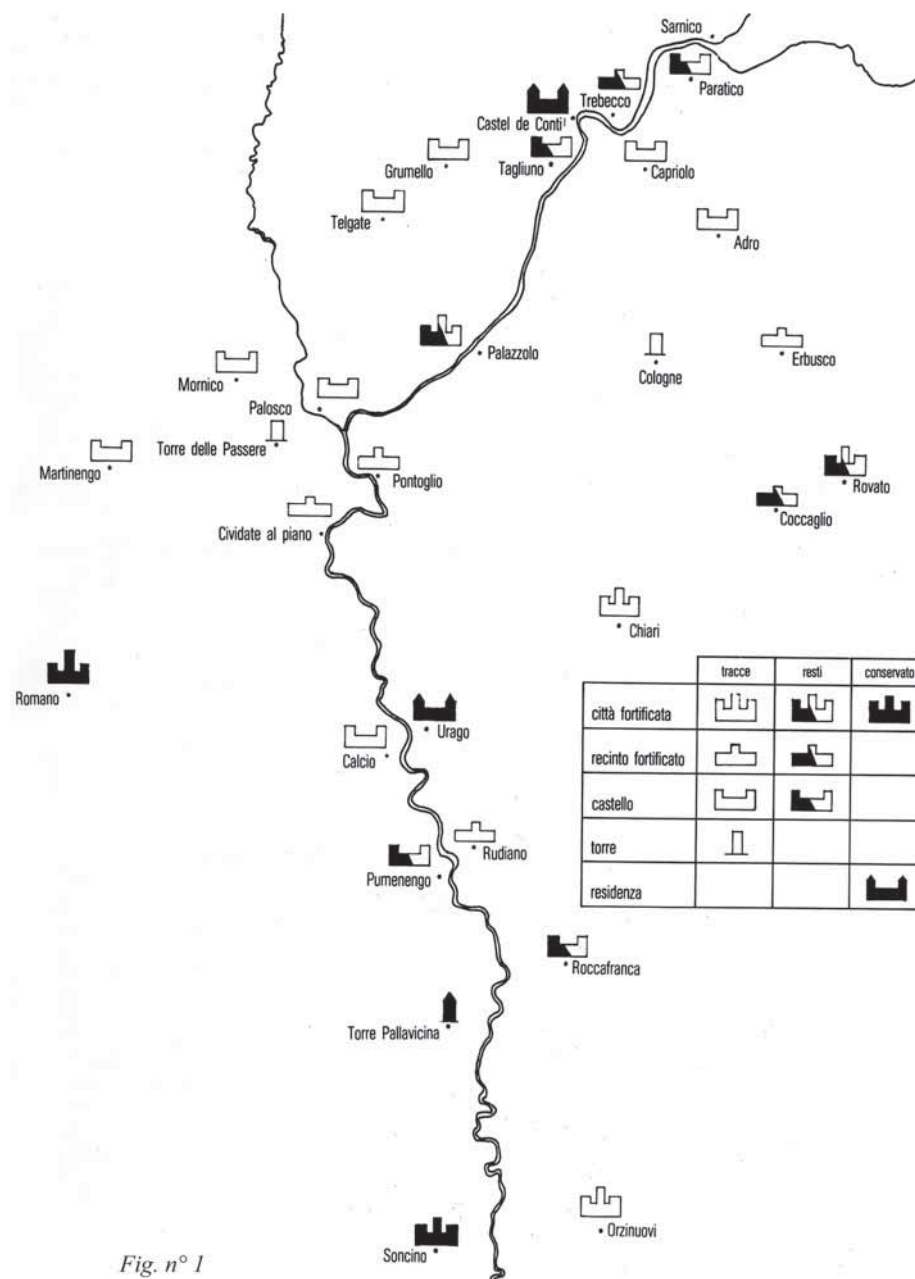 Sarnico
Paratico
Trebecco
Castel de Conti
Tagliuno
Capriolo
Grumello
Telgate
Adro
Palazzolo
Cologne
Erbusco
Mornico
Palosco
Torre delle Passere
Martinengo
Pontoglio
Rovato
Coccaglio
Cividate al piano
Chiari
Romano
Urago
Calcio
tracce resti conservato
città fortificata
recinto fortificato
castello
torre
residenza
Rudiano
Pumenengo
Roccafranca
Torre Pallavicina
Orzinuovi
Soncino
Fig. n° 1